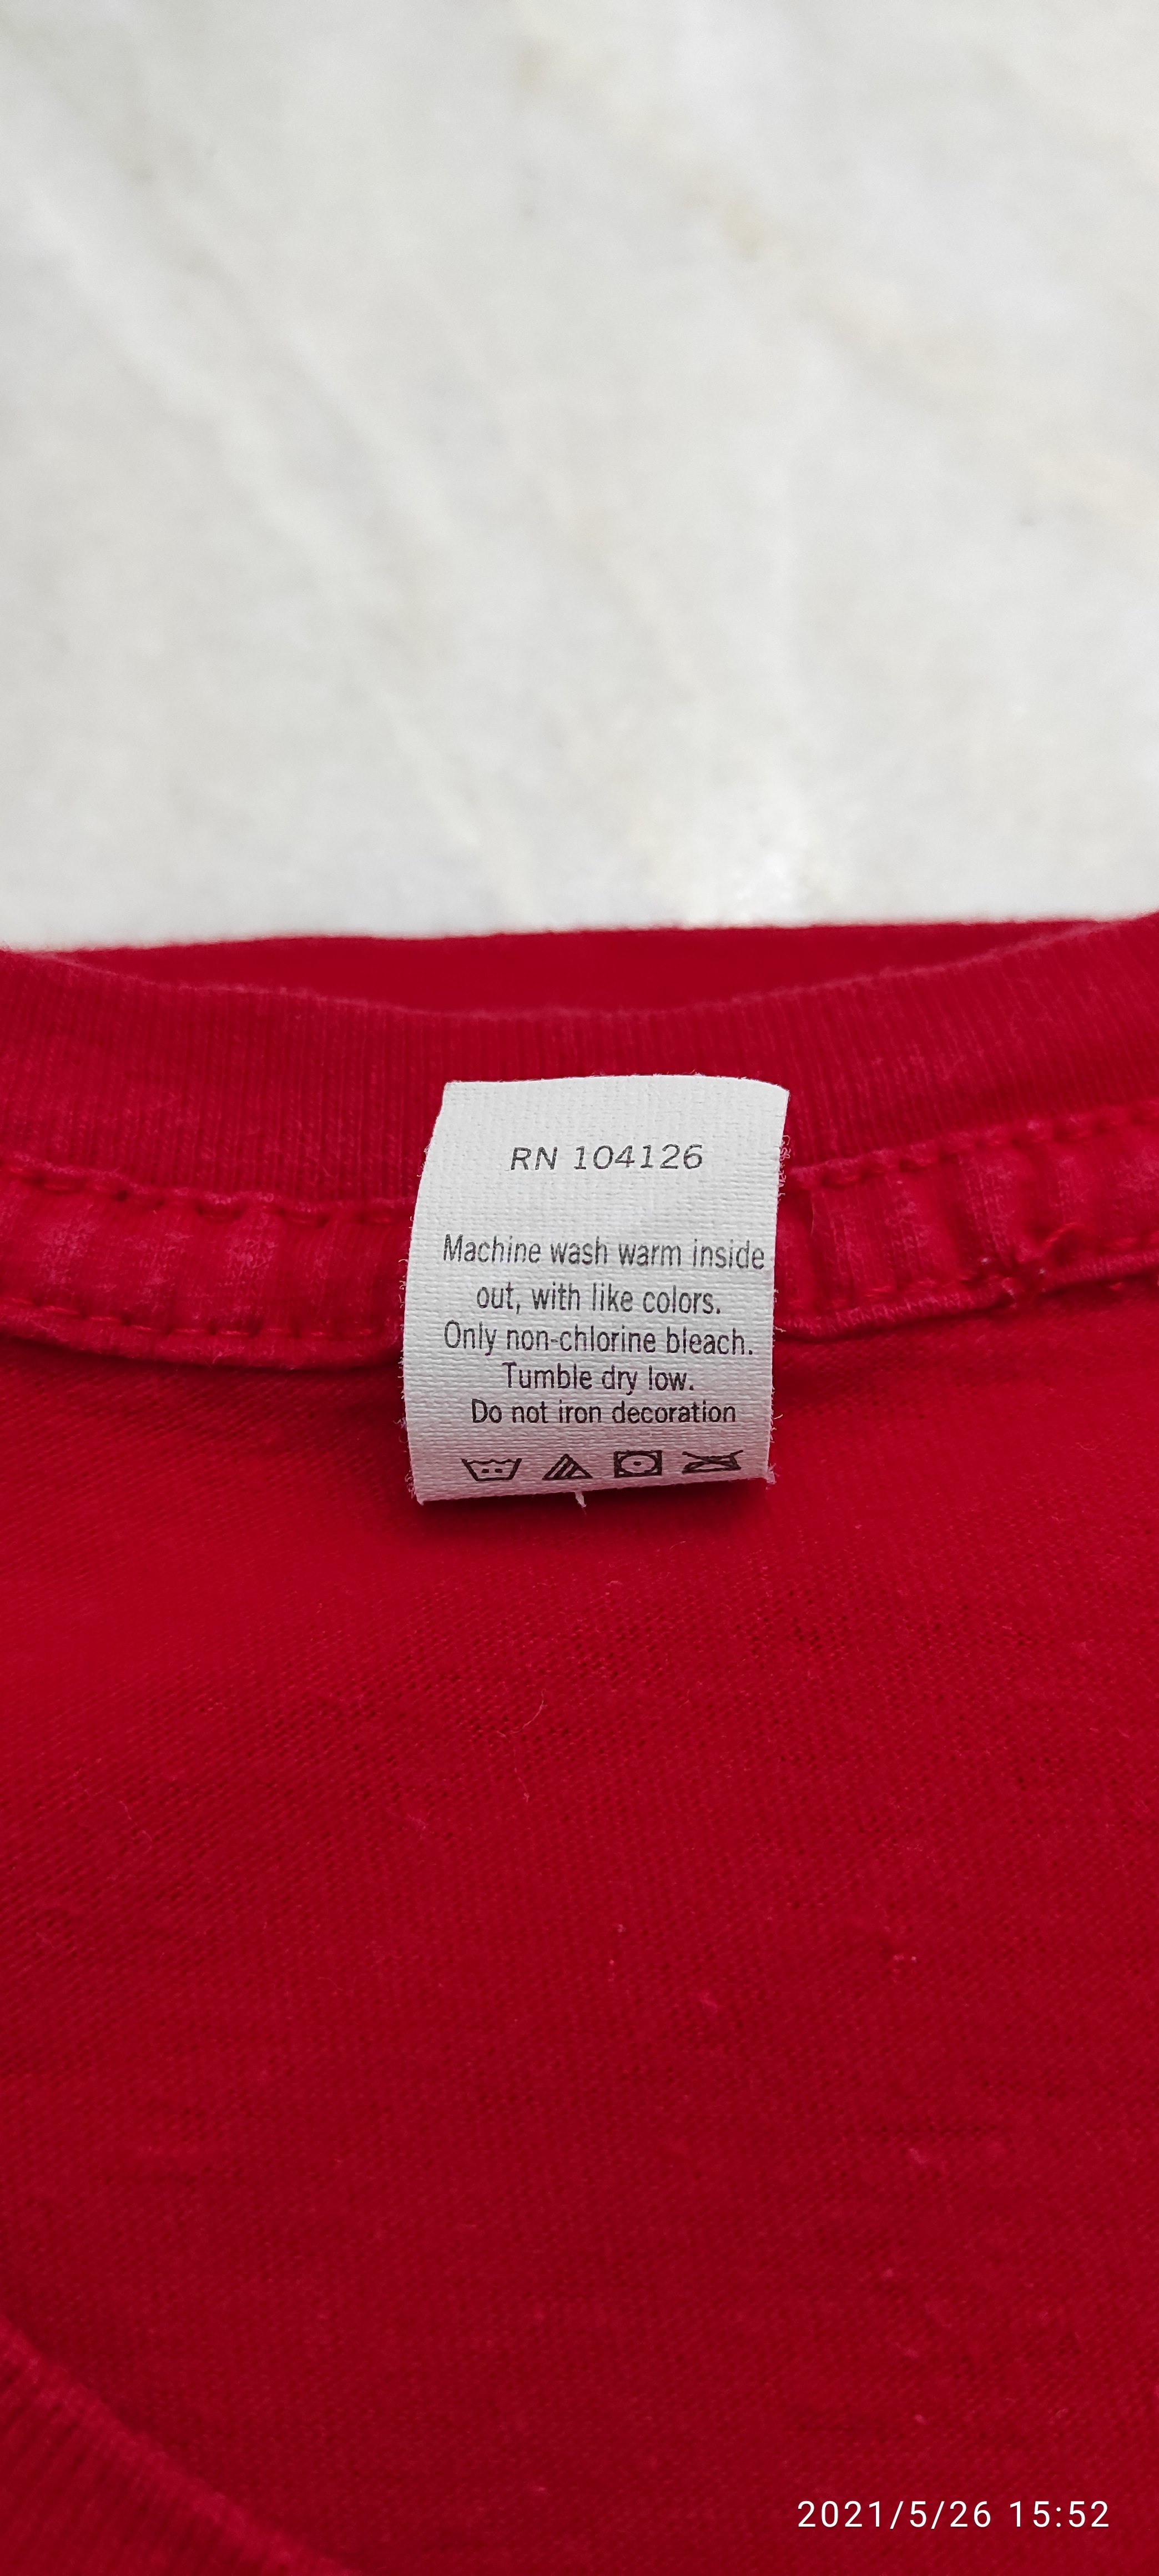 RN 104126
Machine wash warm inside
out, with like colors.
Only non-chlorine bleach.
Tumble dry low.
Do not iron decoration
2021/5/26 15:52